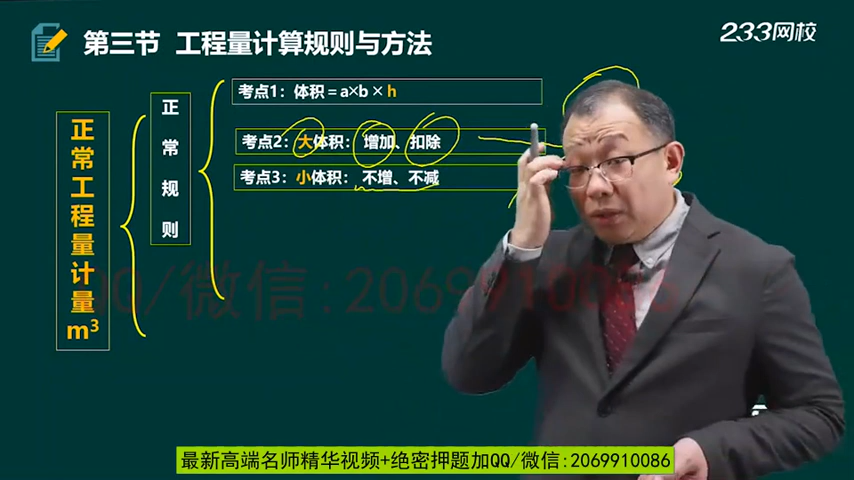 第三节 工程量计算规则与方法
233网校
正常工程量计量m³
正常规则
考点1：体积＝a×b×h
考点2：大体积： 增加、扣除
考点3：小体积： 不增、不减
QQ/微信:2069910086
最新高端名师精华视频+绝密押题加QQ/微信:2069910086